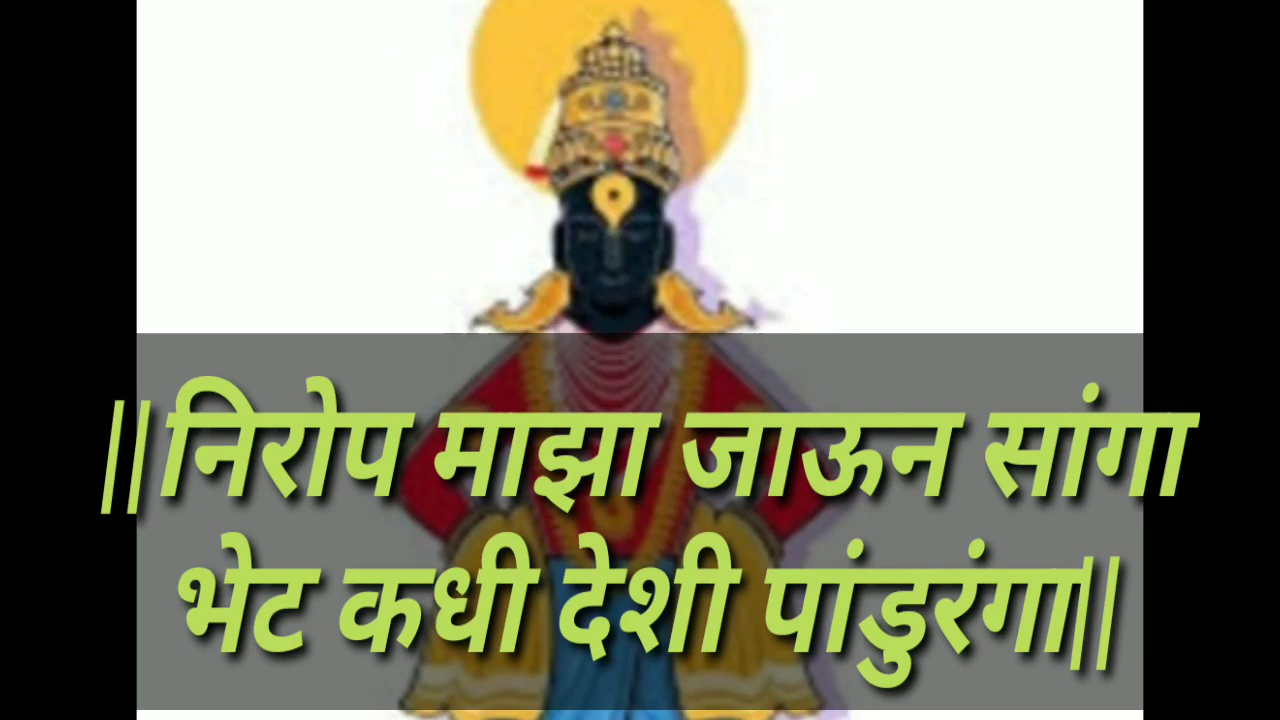 ||निरोप माझा जाऊन सांगा
भेट कधी देशी पांडुरंगा||